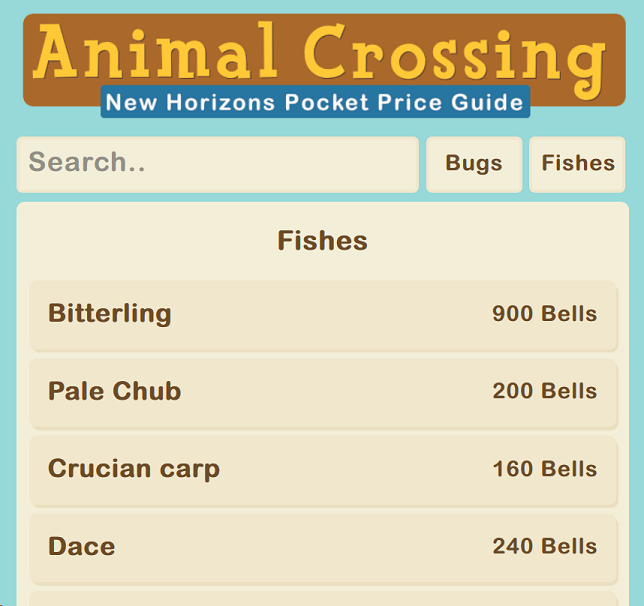 Animal Crossing
New Horizons Pocket Price Guide
Search..
Bugs
Fishes
Fishes
Bitterling 900 Bells
Pale Chub 200 Bells
Crucian carp 160 Bells
Dace 240 Bells